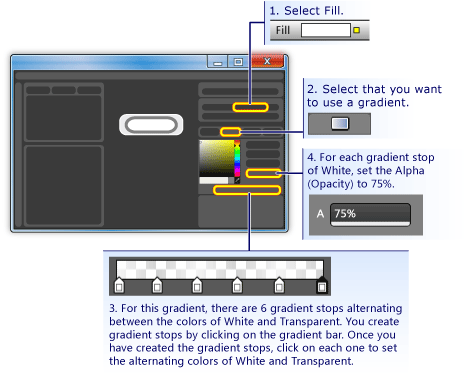 1. Select Fill.
Fill
X
2. Select that you want
to use a gradient.
4. For each gradient stop
of White, set the Alpha
(Opacity) to 75%.
A 75%
3. For this gradient, there are 6 gradient stops alternating
between the colors of White and Transparent. You create
gradient stops by clicking on the gradient bar. Once you
have created the gradient stops, click on each one to set
the alternating colors of White and Transparent.